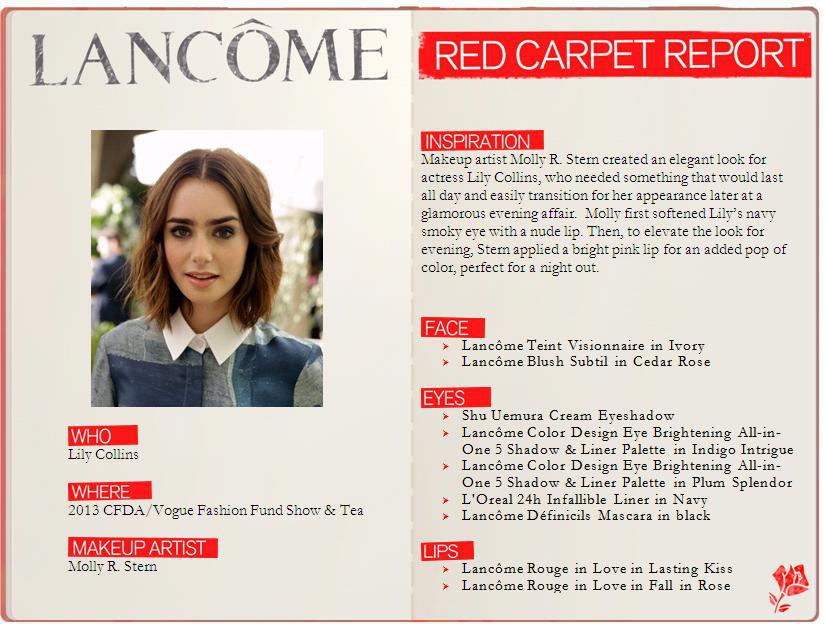 LANCÔME
WHO
Lily Collins
WHERE
2013 CFDA/Vogue Fashion Fund Show & Tea
MAKEUP ARTIST
Molly R. Stern
RED CARPET REPORT
INSPIRATION
Makeup artist Molly R. Stern created an elegant look for
actress Lily Collins, who needed something that would last
all day and easily transition for her appearance later at a
glamorous evening affair. Molly first softened Lily's navy
smoky eye with a nude lip. Then, to elevate the look for
evening, Stern applied a bright pink lip for an added pop of
color, perfect for a night out.
FACE
Lancôme Teint Visionnaire in Ivory
Lancôme Blush Subtil in Cedar Rose
EYES
Shu Uemura Cream Eyeshadow
Lancôme Color Design Eye Brightening All-in-
One 5 Shadow & Liner Palette in Indigo Intrigue
Lancôme Color Design Eye Brightening All-in-
One 5 Shadow & Liner Palette in Plum Splendor
L'Oreal 24h Infallible Liner in Navy
Lancôme Définicils Mascara in black
LIPS
Lancôme Rouge in Love in Lasting Kiss
Lancôme Rouge in Love in Fall in Rose